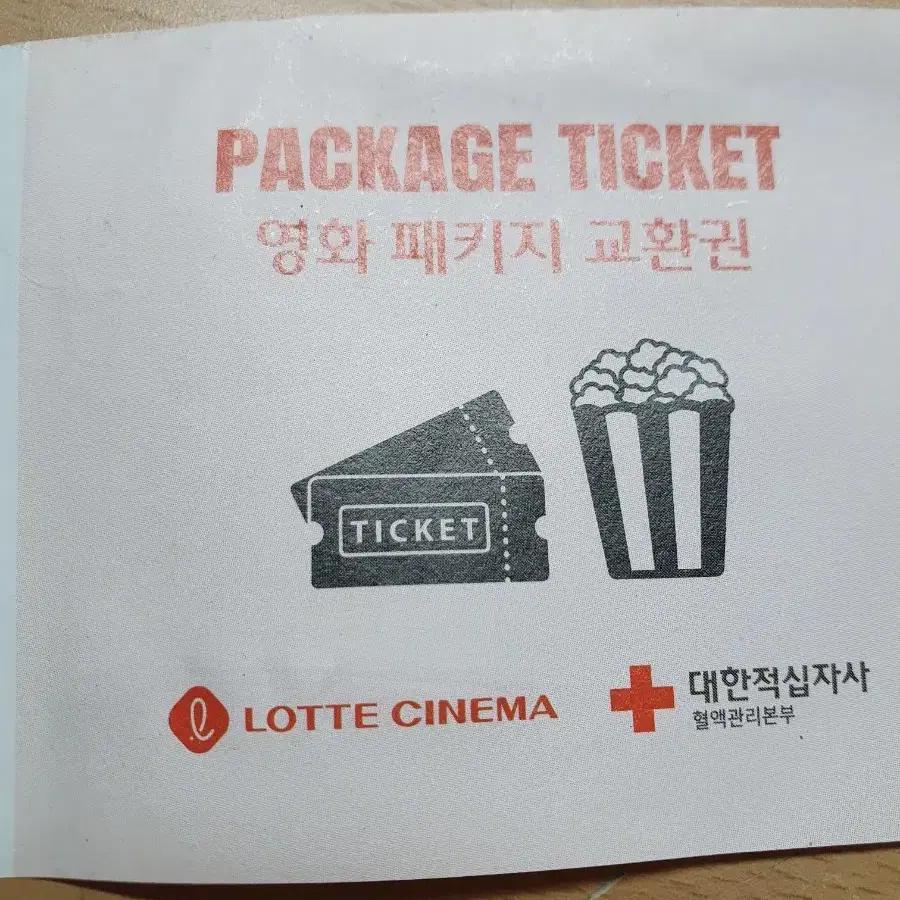 PACKAGE TICKET
영화 패키지 교환권
TICKET
LOTTE CINEMA
대한적십자사
혈액관리본부